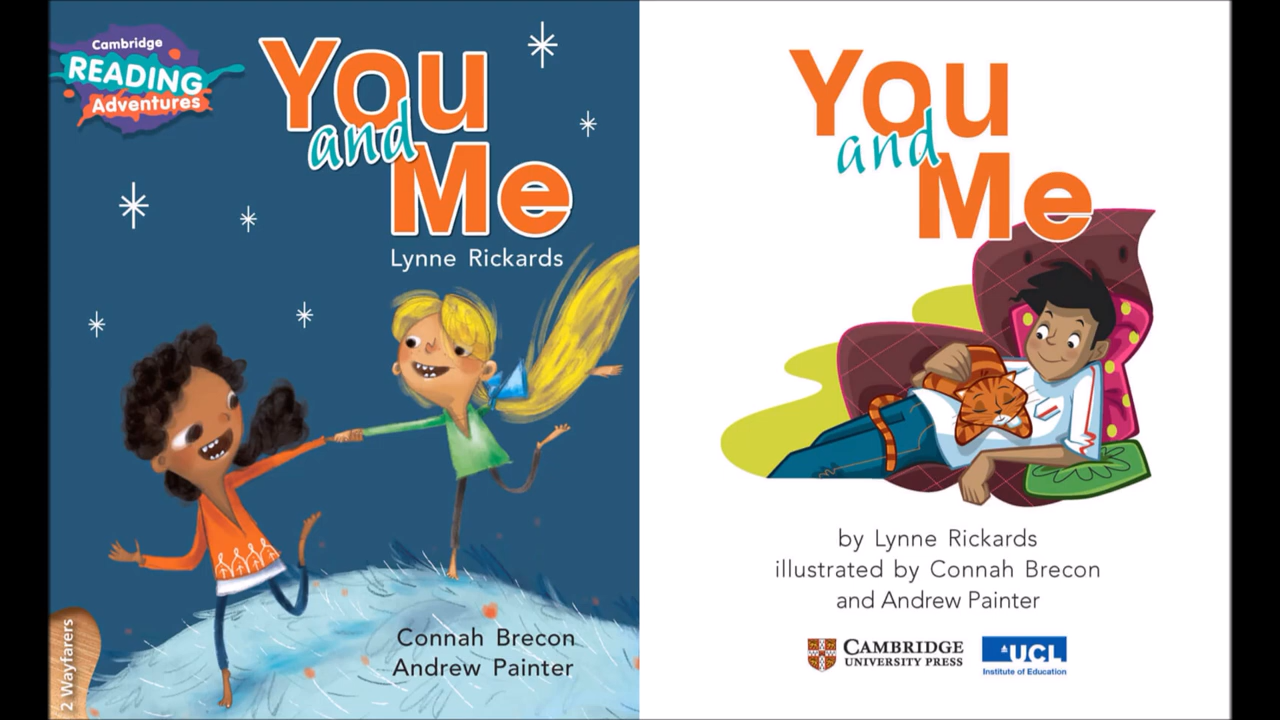 Cambridge
READING
Adventures
You
and
Me
Lynne Rickards
Connah Brecon
Andrew Painter
2 Wayfarers
You
and
Me
by Lynne Rickards
illustrated by Connah Brecon
and Andrew Painter
CAMBRIDGE
UNIVERSITY PRESS
UCL
Institute of Education